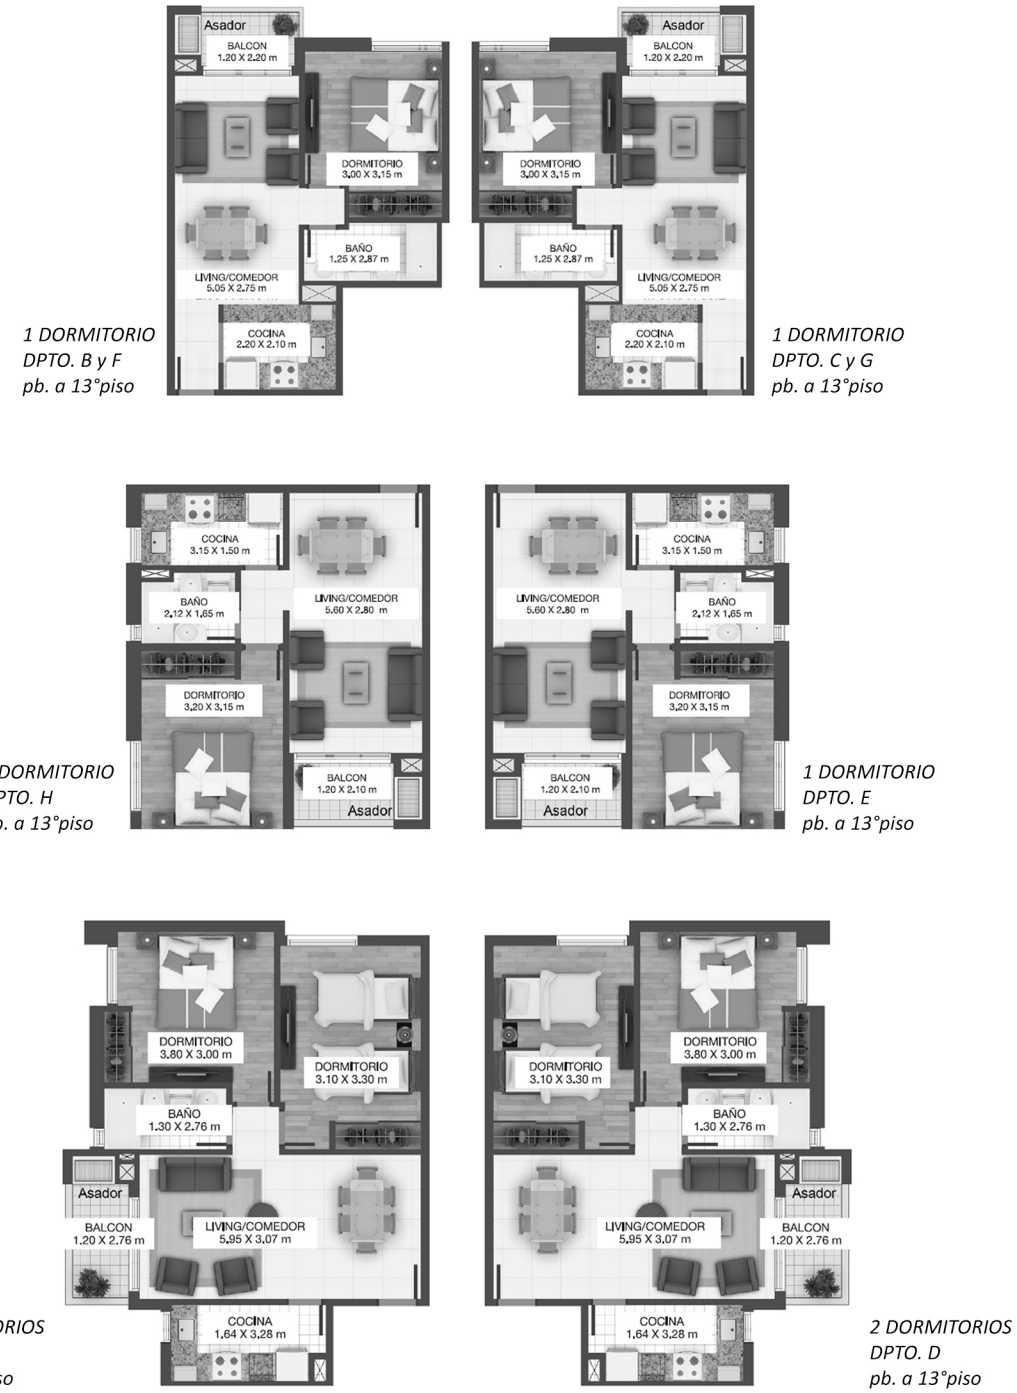 Asador
BALCON
1.20 X 2.20 m
DORMITORIO
3.00 X 3.15 m
BAÑO
1.25 X 2.87 m
LIVING/COMEDOR
5.05 X 2.75 m
COCINA
2.20 X 2.10 m
1 DORMITORIO
DPTO. B y F
pb. a 13°piso
Asador
BALCON
1.20 X 2.20 m
DORMITORIO
3.00 X 3.15 m
BAÑO
1.25 X 2.87 m
LIVING/COMEDOR
5.05 X 2.75 m
COCINA
2.20 X 2.10 m
1 DORMITORIO
DPTO. C y G
pb. a 13°piso
COCINA
3.15 X 1.50 m
BAÑO
2.12 X 1.65 m
LIVING/COMEDOR
5.60 X 2.80 m
DORMITORIO
3.20 X 3.15 m
BALCON
1.20 X 2.10 m
Asador
DORMITORIO
PTO. H
b. a 13°piso
COCINA
3.15 X 1.50 m
BAÑO
2.12 X 1.65 m
LIVING/COMEDOR
5.60 X 2.80 m
DORMITORIO
3.20 X 3.15 m
BALCON
1.20 X 2.10 m
Asador
1 DORMITORIO
DPTO. E
pb. a 13°piso
DORMITORIO
3.80 X 3.00 m
DORMITORIO
3.10 X 3.30 m
BAÑO
1.30 X 2.76 m
Asador
BALCON
1.20 X 2.76 m
LIVING/COMEDOR
5.95 X 3.07 m
COCINA
1.64 X 3.28 m
ORIOS
so
DORMITORIO
3.80 X 3.00 m
DORMITORIO
3.10 X 3.30 m
BAÑO
1.30 X 2.76 m
Asador
BALCON
1.20 X 2.76 m
LIVING/COMEDOR
5.95 X 3.07 m
COCINA
1.64 X 3.28 m
2 DORMITORIOS
DPTO. D
pb. a 13°piso